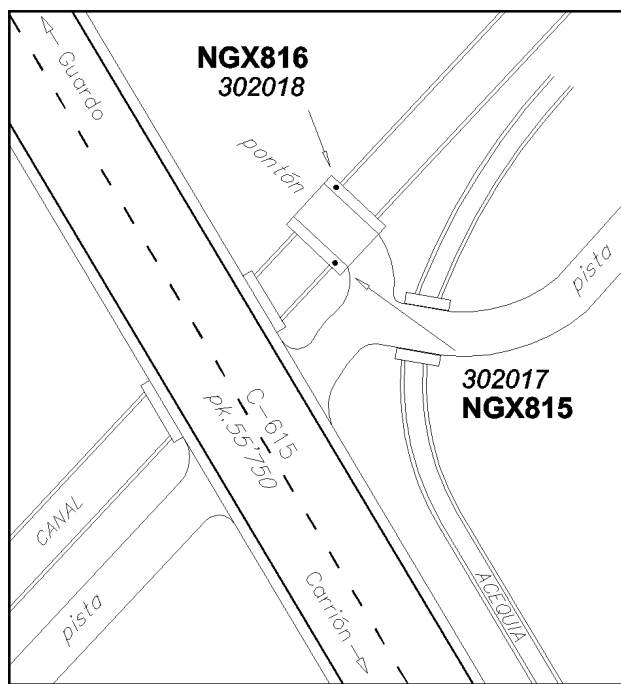 Guardo
NGX816
302018
pontón
pista
302017
NGX815
C-615
pk.55'750
CANAL
pista
Carrión
ACEQUIA